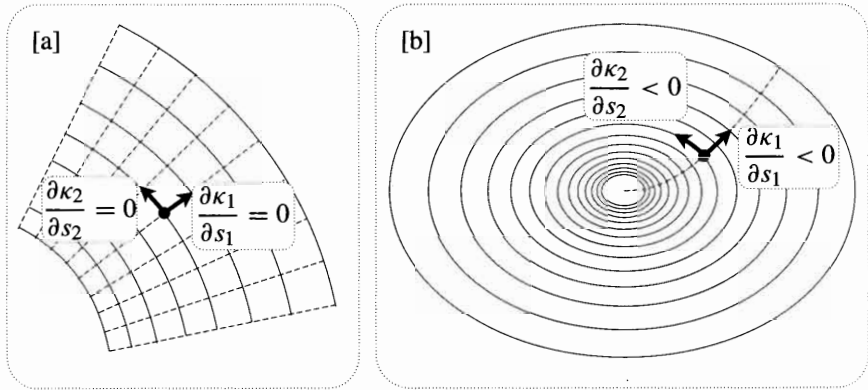 [a]
∂κ₂/∂s₂ = 0
∂κ₁/∂s₁ = 0
[b]
∂κ₂/∂s₂ < 0
∂κ₁/∂s₁ < 0